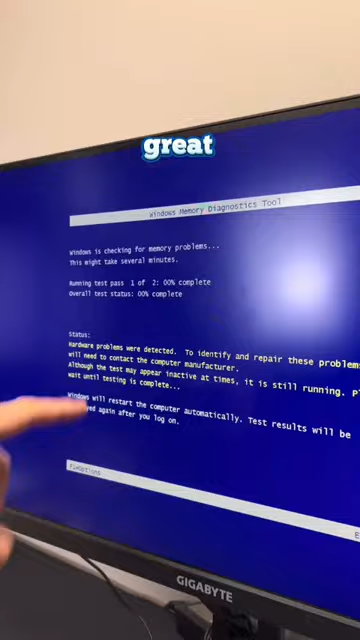 great
Windows Memory Diagnostics Tool
Windows is checking for memory problems...
This might take several minutes.
Running test pass 1 of 2: 00% complete
Overall test status: 00% complete
Status:
Hardware problems were detected. To identify and repair these problems
will need to contact the computer manufacturer.
Although the test may appear inactive at times, it is still running. Pl
wait until testing is complete...
Windows will restart the computer automatically. Test results will be
yed again after you log on.
F1=Options
GIGABYTE